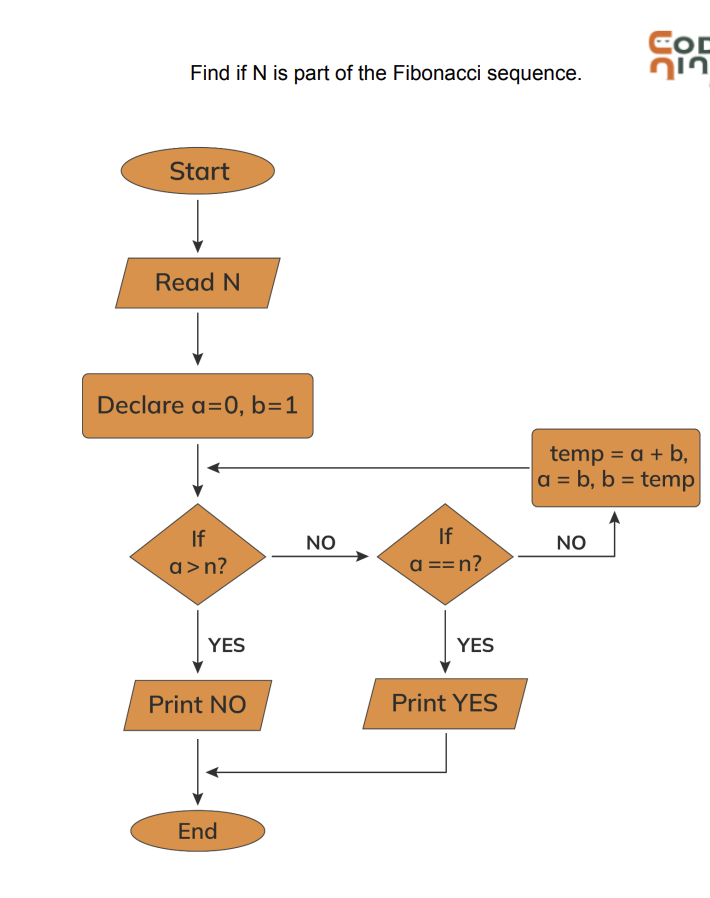 Find if N is part of the Fibonacci sequence.
Start
Read N
Declare a=0, b=1
temp = a + b,
a = b, b = temp
If
a > n?
NO
If
a == n?
NO
YES
YES
Print NO
Print YES
End